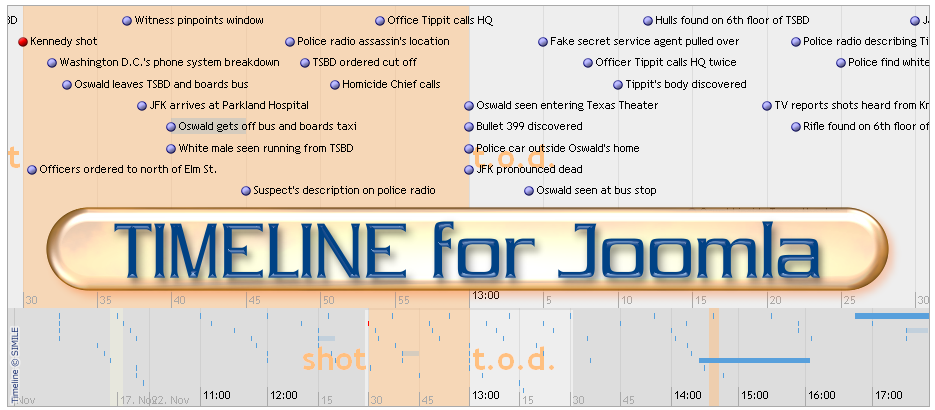 BD Witness pinpoints window Office Tippit calls HQ Hulls found on 6th floor of TSBD
Kennedy shot Police radio assassin's location Fake secret service agent pulled over Police radio describing
Washington D.C.'s phone system breakdown TSBD ordered cut off Officer Tippit calls HQ twice Police find white
Oswald leaves TSBD and boards bus Homicide Chief calls Tippit's body discovered
JFK arrives at Parkland Hospital Oswald seen entering Texas Theater TV reports shots heard from
Oswald gets off bus and boards taxi Bullet 399 discovered Rifle found on 6th floor of
White male seen running from TSBD Police car outside Oswald's home
t t.o.d.
Officers ordered to north of Elm St. JFK pronounced dead
Suspect's description on police radio Oswald seen at bus stop
TIMELINE for Joomla
30 35 40 45 50 55 13:00 5 10 15 20 25 30
Timeline © SIMILE
shot t.o.d.
Nov 17. Nov 22. Nov 11:00 12:00 30 45 13:00 15 30 45 14:00 15:00 16:00 17:00